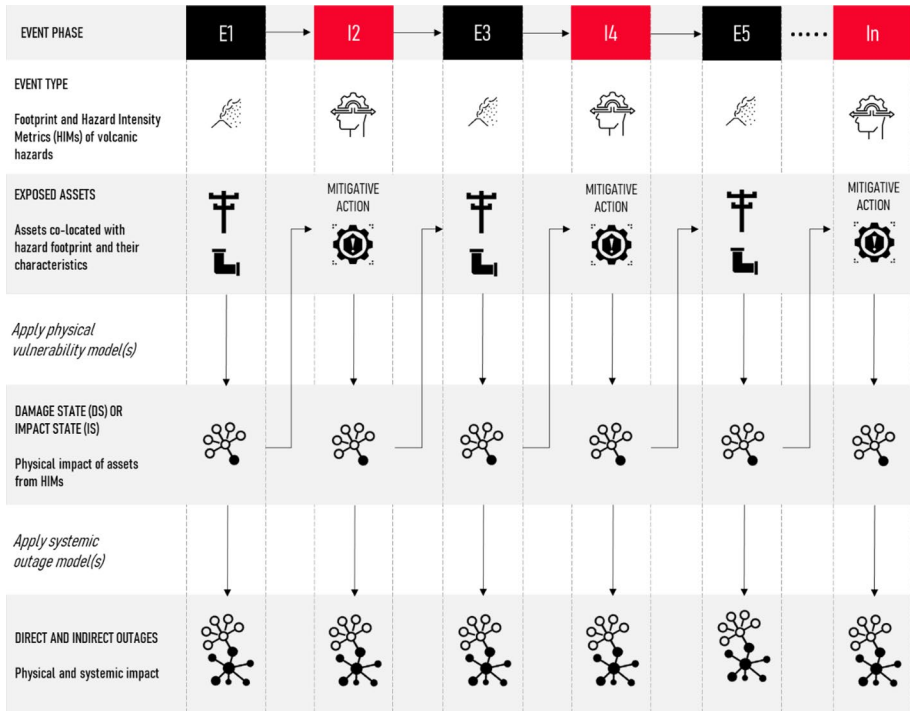 EVENT PHASE
E1
I2
E3
I4
E5
In
EVENT TYPE
Footprint and Hazard Intensity
Metrics (HIMs) of volcanic
hazards
EXPOSED ASSETS
Assets co-located with
hazard footprint and their
characteristics
MITIGATIVE
ACTION
MITIGATIVE
ACTION
MITIGATIVE
ACTION
Apply physical
vulnerability model(s)
DAMAGE STATE (DS) OR
IMPACT STATE (IS)
Physical impact of assets
from HIMs
Apply systemic
outage model(s)
DIRECT AND INDIRECT OUTAGES
Physical and systemic impact